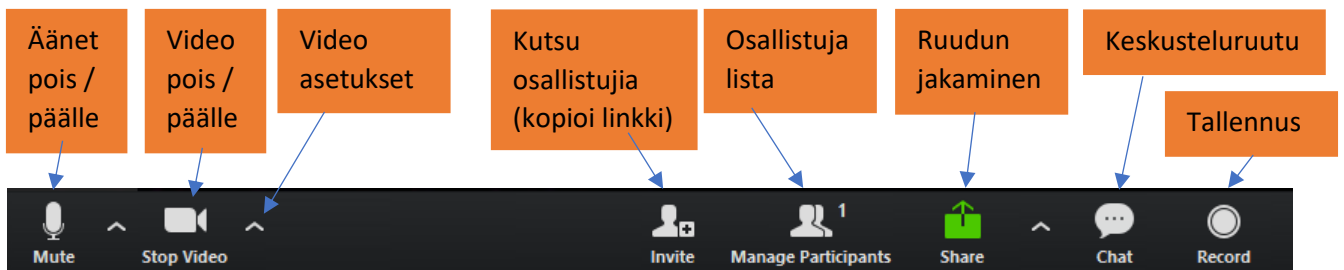 Äänet
pois /
päälle
Video
pois /
päälle
Video
asetukset
Kutsu
osallistujia
(kopioi linkki)
Osallistuja
lista
Ruudun
jakaminen
Keskusteluruutu
Tallennus
Mute
Stop Video
Invite
1
Manage Participants
Share
Chat
Record